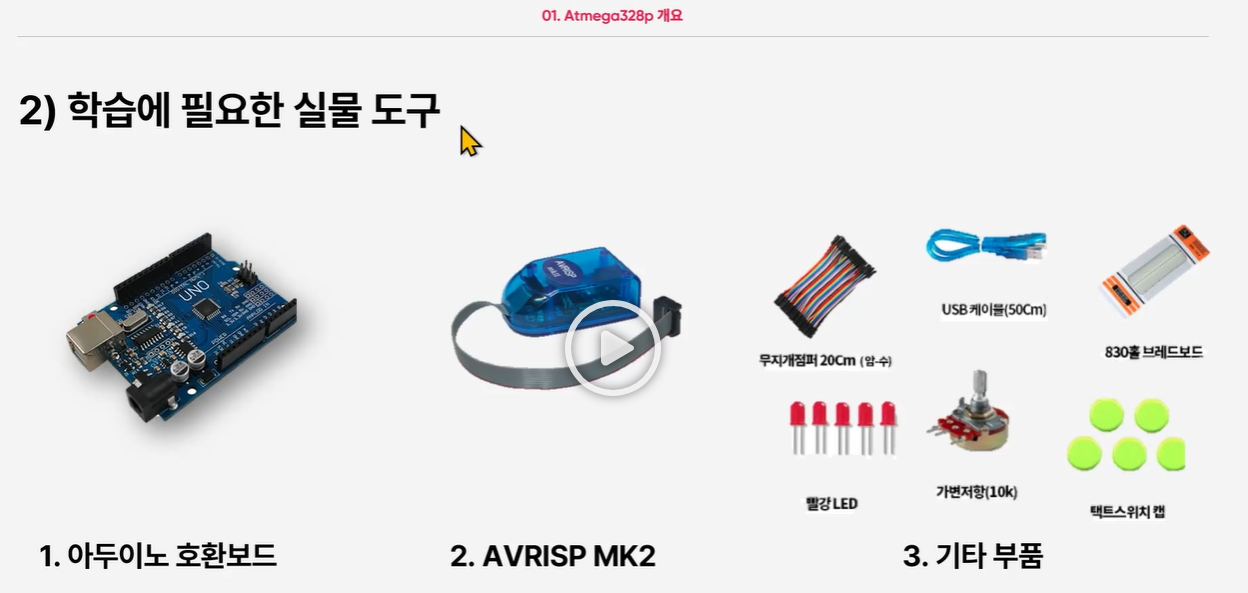 01. Atmega328p 개요
2) 학습에 필요한 실물 도구
UNO
AVRISP
mkII
무지개점퍼 20Cm (암-수)
USB 케이블(50Cm)
830홀 브레드보드
빨강 LED
가변저항(10k)
택트스위치 캡
1. 아두이노 호환보드
2. AVRISP MK2
3. 기타 부품